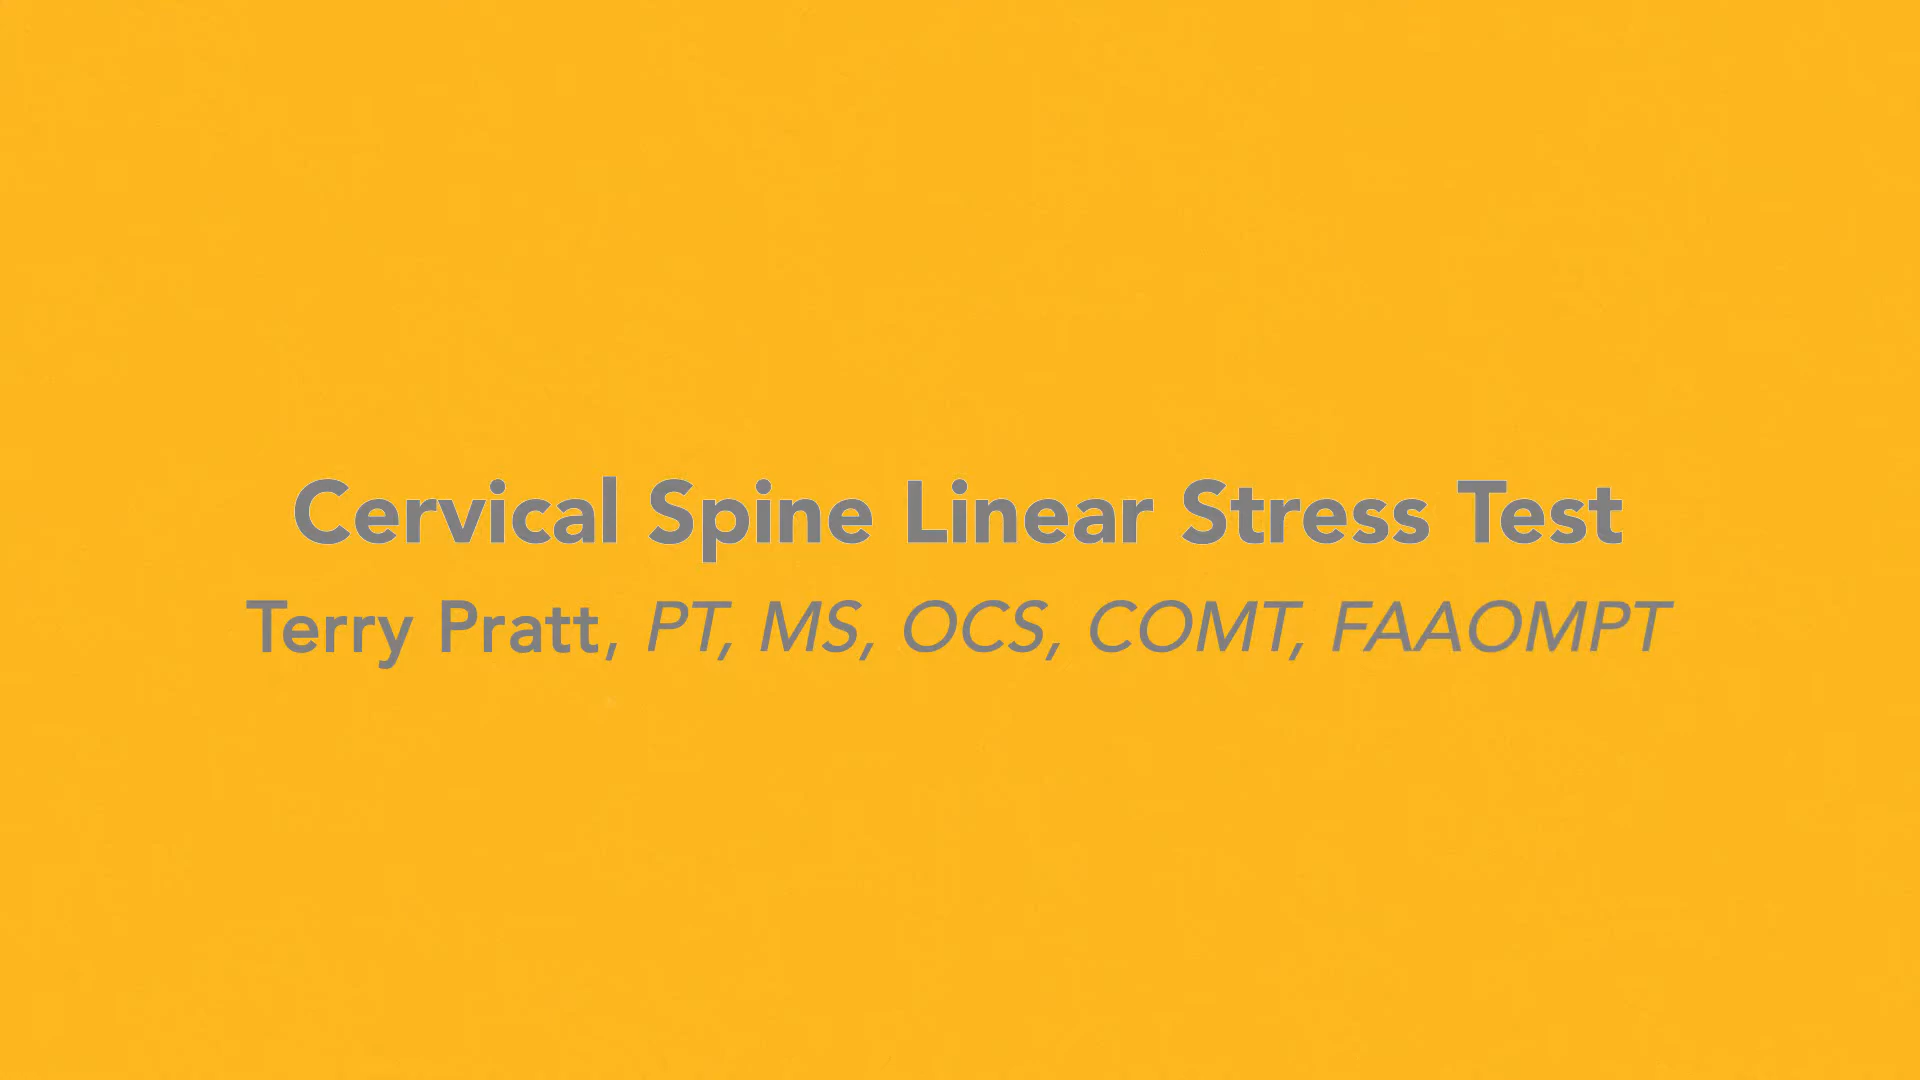 Cervical Spine Linear Stress Test
Terry Pratt, PT, MS, OCS, COMT, FAAOMPT